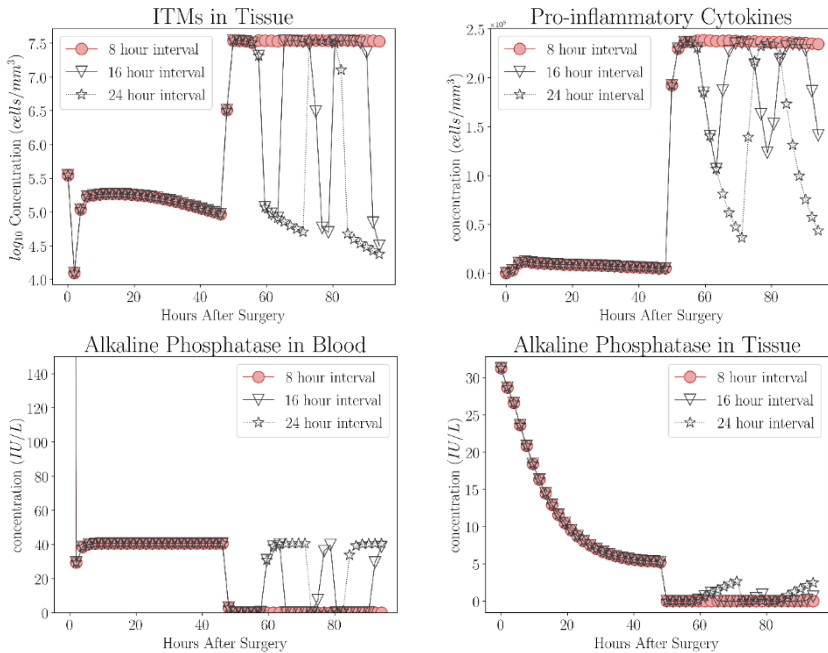 ITMs in Tissue
7.5
7.0
6.5
6.0
5.5
5.0
4.5
4.0
log₁₀ Concentration (cells/mm³)
8 hour interval
16 hour interval
24 hour interval
0 20 40 60 80
Hours After Surgery
Pro-inflammatory Cytokines
2.5 ×10⁵
2.0
1.5
1.0
0.5
0.0
concentration (cells/mm³)
8 hour interval
16 hour interval
24 hour interval
0 20 40 60 80
Hours After Surgery
Alkaline Phosphatase in Blood
140
120
100
80
60
40
20
0
concentration (IU/L)
8 hour interval
16 hour interval
24 hour interval
0 20 40 60 80
Hours After Surgery
Alkaline Phosphatase in Tissue
30
25
20
15
10
5
0
concentration (IU/L)
8 hour interval
16 hour interval
24 hour interval
0 20 40 60 80
Hours After Surgery